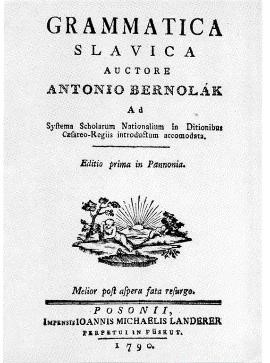 GRAMMATICA
SLAVICA
AUCTORE
ANTONIO BERNOLÁK
Ad
Syſtema Scholarum Nationalium in Ditionibus
Cæſareo-Regiis introductum accomodata.
Editio prima in Pannonia.
Melior poſt aſpera fata reſurgo.
POSONII,
IMPENSIS IOANNIS MICHAELIS LANDERER
PERPETUI IN FÜSKUT.
1790.